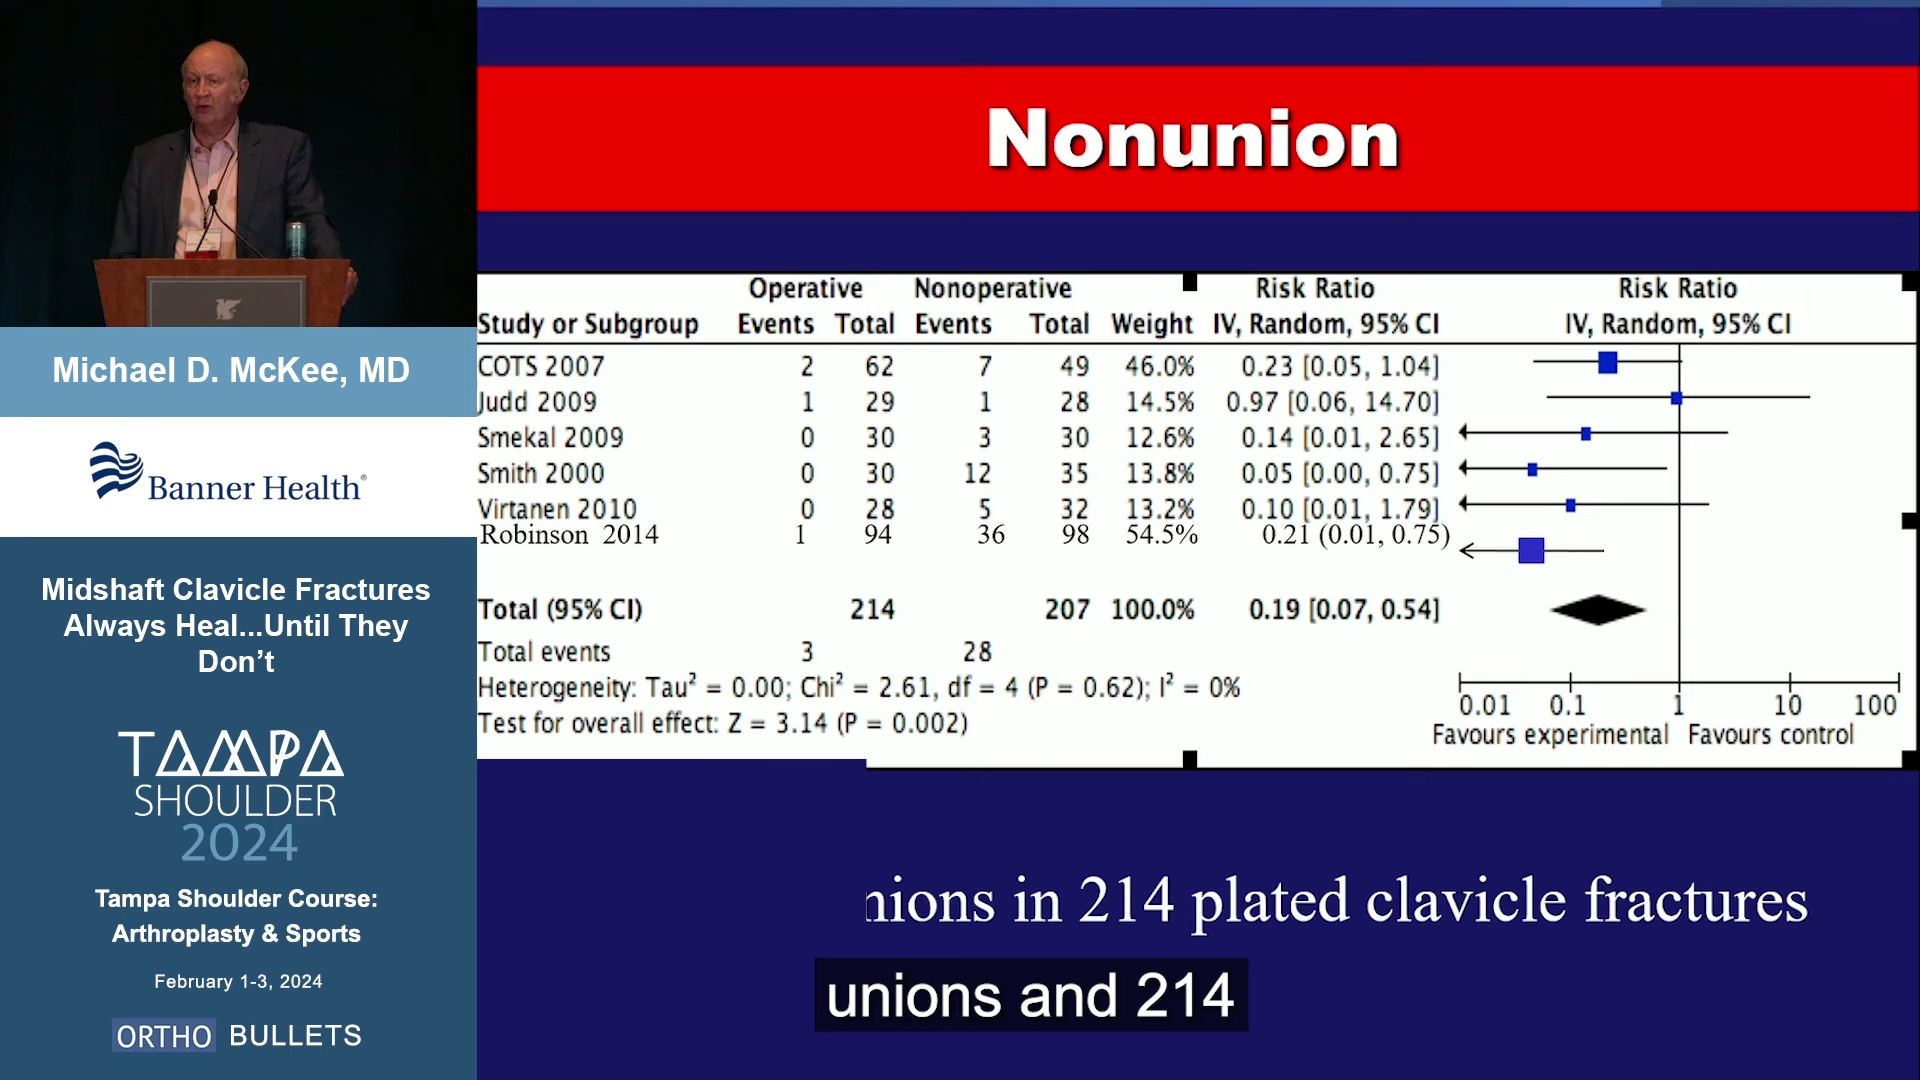 Michael D. McKee, MD
Banner Health®
Midshaft Clavicle Fractures
Always Heal...Until They
Don't
TAMPA
SHOULDER
2024
Tampa Shoulder Course:
Arthroplasty & Sports
February 1-3, 2024
ORTHO BULLETS
Nonunion
Operative Nonoperative Risk Ratio Risk Ratio
Study or Subgroup Events Total Events Total Weight IV, Random, 95% CI IV, Random, 95% CI
COTS 2007 2 62 7 49 46.0% 0.23 [0.05, 1.04]
Judd 2009 1 29 1 28 14.5% 0.97 [0.06, 14.70]
Smekal 2009 0 30 3 30 12.6% 0.14 [0.01, 2.65]
Smith 2000 0 30 12 35 13.8% 0.05 [0.00, 0.75]
Virtanen 2010 0 28 5 32 13.2% 0.10 [0.01, 1.79]
Robinson 2014 1 94 36 98 54.5% 0.21 (0.01, 0.75)
Total (95% CI) 214 207 100.0% 0.19 [0.07, 0.54]
Total events 3 28
Heterogeneity: Tau² = 0.00; Chi² = 2.61, df = 4 (P = 0.62); I² = 0%
Test for overall effect: Z = 3.14 (P = 0.002)
0.01 0.1 1 10 100
Favours experimental Favours control
nions in 214 plated clavicle fractures
unions and 214